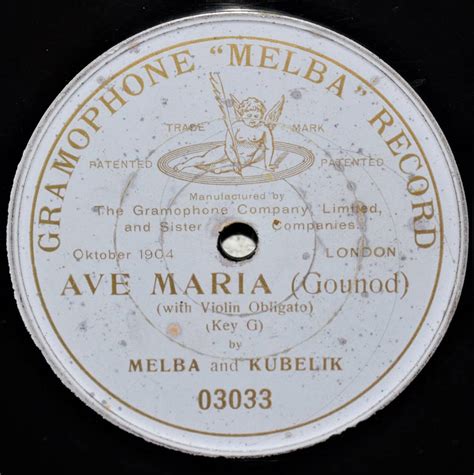 GRAMOPHONE "MELBA" RECORD
TRADE MARK
PATENTED PATENTED
Manufactured by
The Gramophone Company, Limited,
and Sister Companies.
Oktober 1904 LONDON
AVE MARIA (Gounod)
(with Violin Obligato)
(Key G)
by
MELBA and KUBELIK
03033